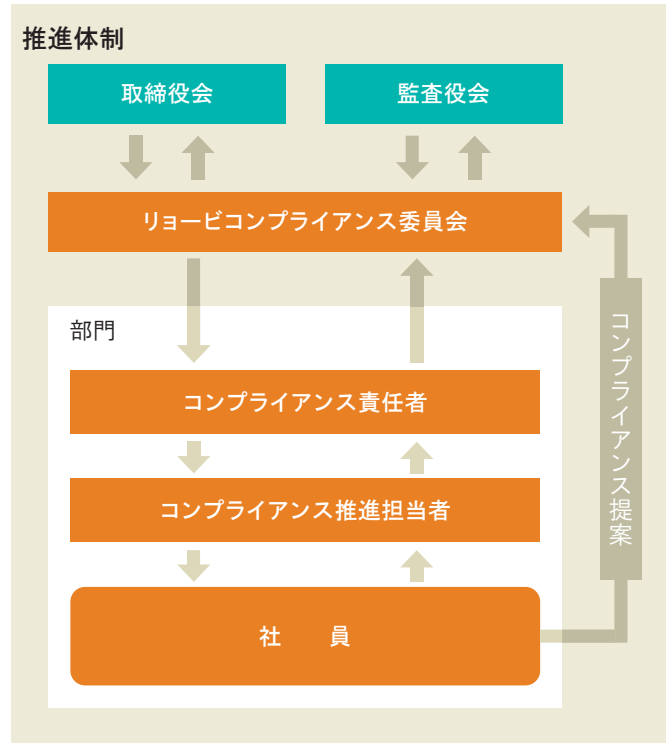 推進体制
取締役会
監査役会
リョービコンプライアンス委員会
部門
コンプライアンス責任者
コンプライアンス推進担当者
社　員
コンプライアンス提案